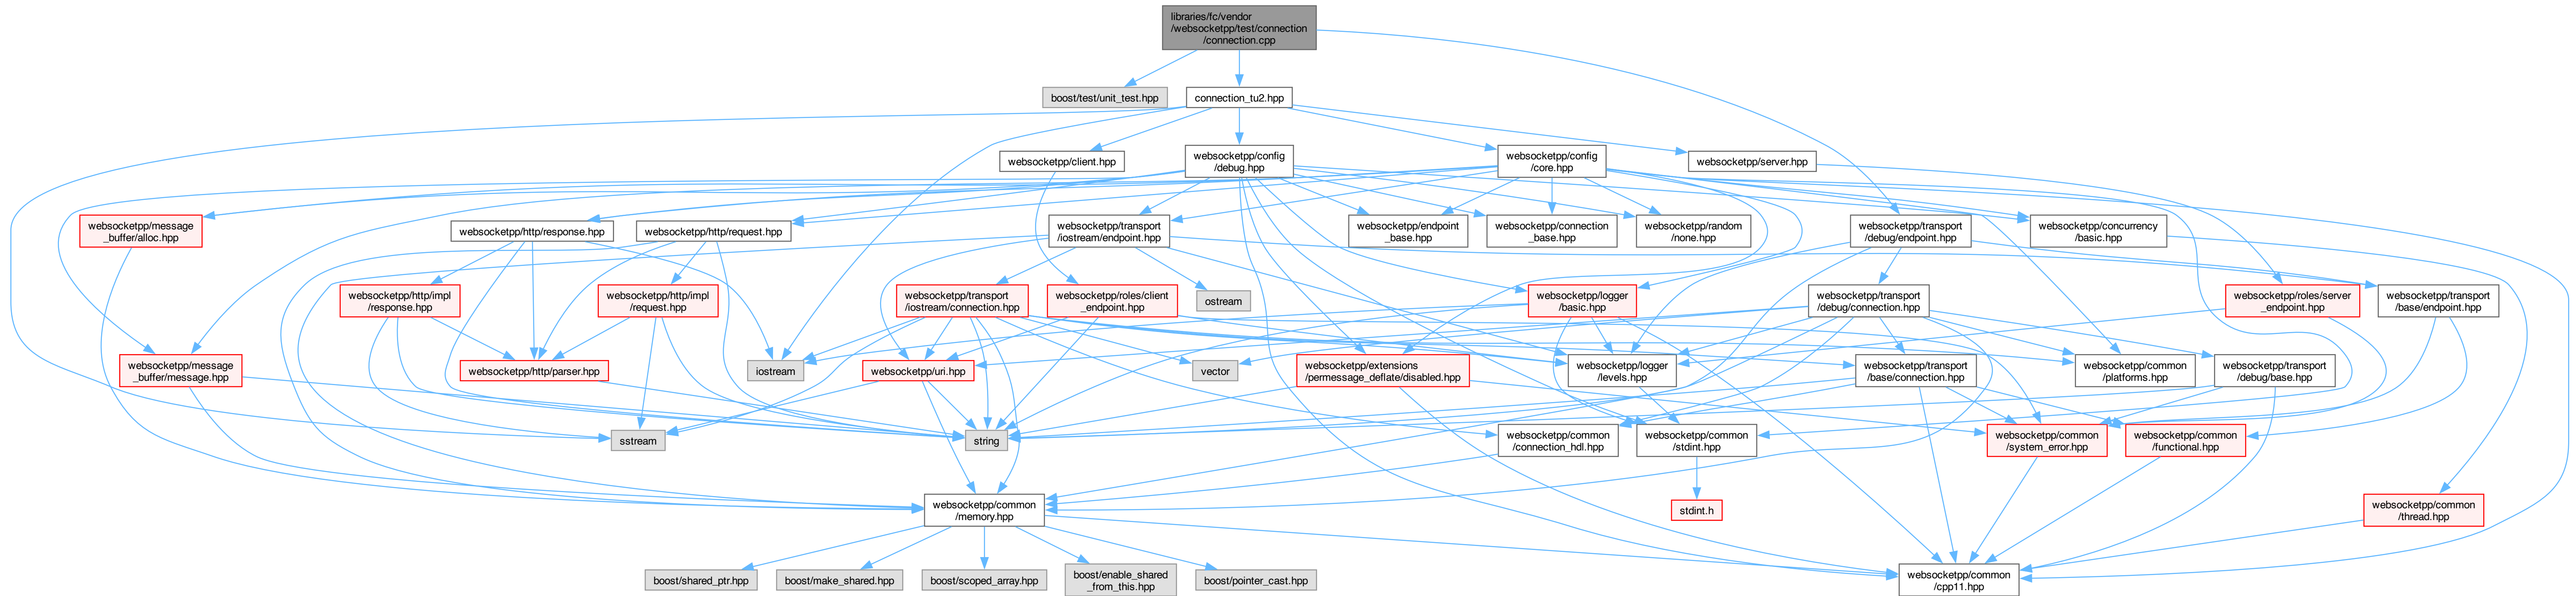 libraries/fc/vendor
/websocketpp/test/connection
/connection.cpp
boost/test/unit_test.hpp
connection_tu2.hpp
websocketpp/client.hpp
websocketpp/config
/debug.hpp
websocketpp/config
/core.hpp
websocketpp/server.hpp
websocketpp/message
_buffer/alloc.hpp
websocketpp/http/response.hpp
websocketpp/http/request.hpp
websocketpp/transport
/iostream/endpoint.hpp
websocketpp/endpoint
_base.hpp
websocketpp/connection
_base.hpp
websocketpp/random
/none.hpp
websocketpp/transport
/debug/endpoint.hpp
websocketpp/concurrency
/basic.hpp
websocketpp/http/impl
/response.hpp
websocketpp/http/impl
/request.hpp
websocketpp/transport
/iostream/connection.hpp
websocketpp/roles/client
_endpoint.hpp
ostream
websocketpp/logger
/basic.hpp
websocketpp/transport
/debug/connection.hpp
websocketpp/roles/server
_endpoint.hpp
websocketpp/transport
/base/endpoint.hpp
websocketpp/message
_buffer/message.hpp
websocketpp/http/parser.hpp
iostream
websocketpp/uri.hpp
vector
websocketpp/extensions
/permessage_deflate/disabled.hpp
websocketpp/logger
/levels.hpp
websocketpp/transport
/base/connection.hpp
websocketpp/common
/platforms.hpp
websocketpp/transport
/debug/base.hpp
sstream
string
websocketpp/common
/connection_hdl.hpp
websocketpp/common
/stdint.hpp
websocketpp/common
/system_error.hpp
websocketpp/common
/functional.hpp
websocketpp/common
/memory.hpp
stdint.h
websocketpp/common
/thread.hpp
boost/shared_ptr.hpp
boost/make_shared.hpp
boost/scoped_array.hpp
boost/enable_shared
_from_this.hpp
boost/pointer_cast.hpp
websocketpp/common
/cpp11.hpp